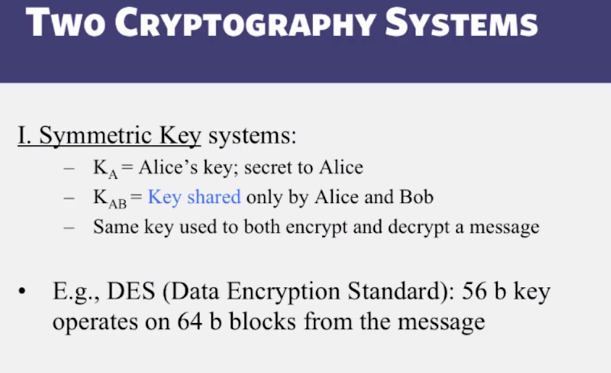 Two Cryptography Systems
I. Symmetric Key systems:
– K_A = Alice's key; secret to Alice
– K_AB = Key shared only by Alice and Bob
– Same key used to both encrypt and decrypt a message
• E.g., DES (Data Encryption Standard): 56 b key
operates on 64 b blocks from the message